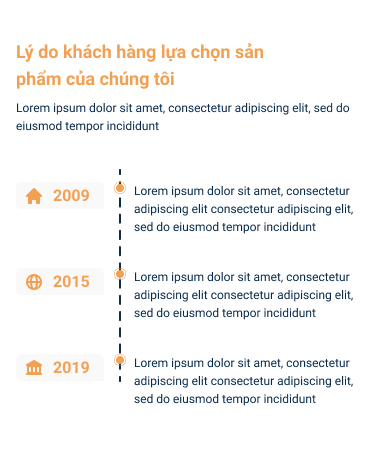 Lý do khách hàng lựa chọn sản
phẩm của chúng tôi
Lorem ipsum dolor sit amet, consectetur adipiscing elit, sed do
eiusmod tempor incididunt
2009
Lorem ipsum dolor sit amet, consectetur
adipiscing elit consectetur adipiscing elit,
sed do eiusmod tempor incididunt
2015
Lorem ipsum dolor sit amet, consectetur
adipiscing elit consectetur adipiscing elit,
sed do eiusmod tempor incididunt
2019
Lorem ipsum dolor sit amet, consectetur
adipiscing elit consectetur adipiscing elit,
sed do eiusmod tempor incididunt